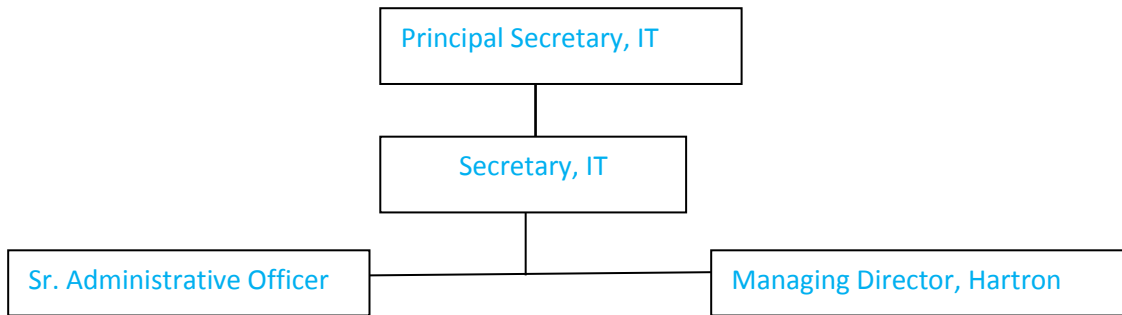 Principal Secretary, IT
Secretary, IT
Sr. Administrative Officer
Managing Director, Hartron